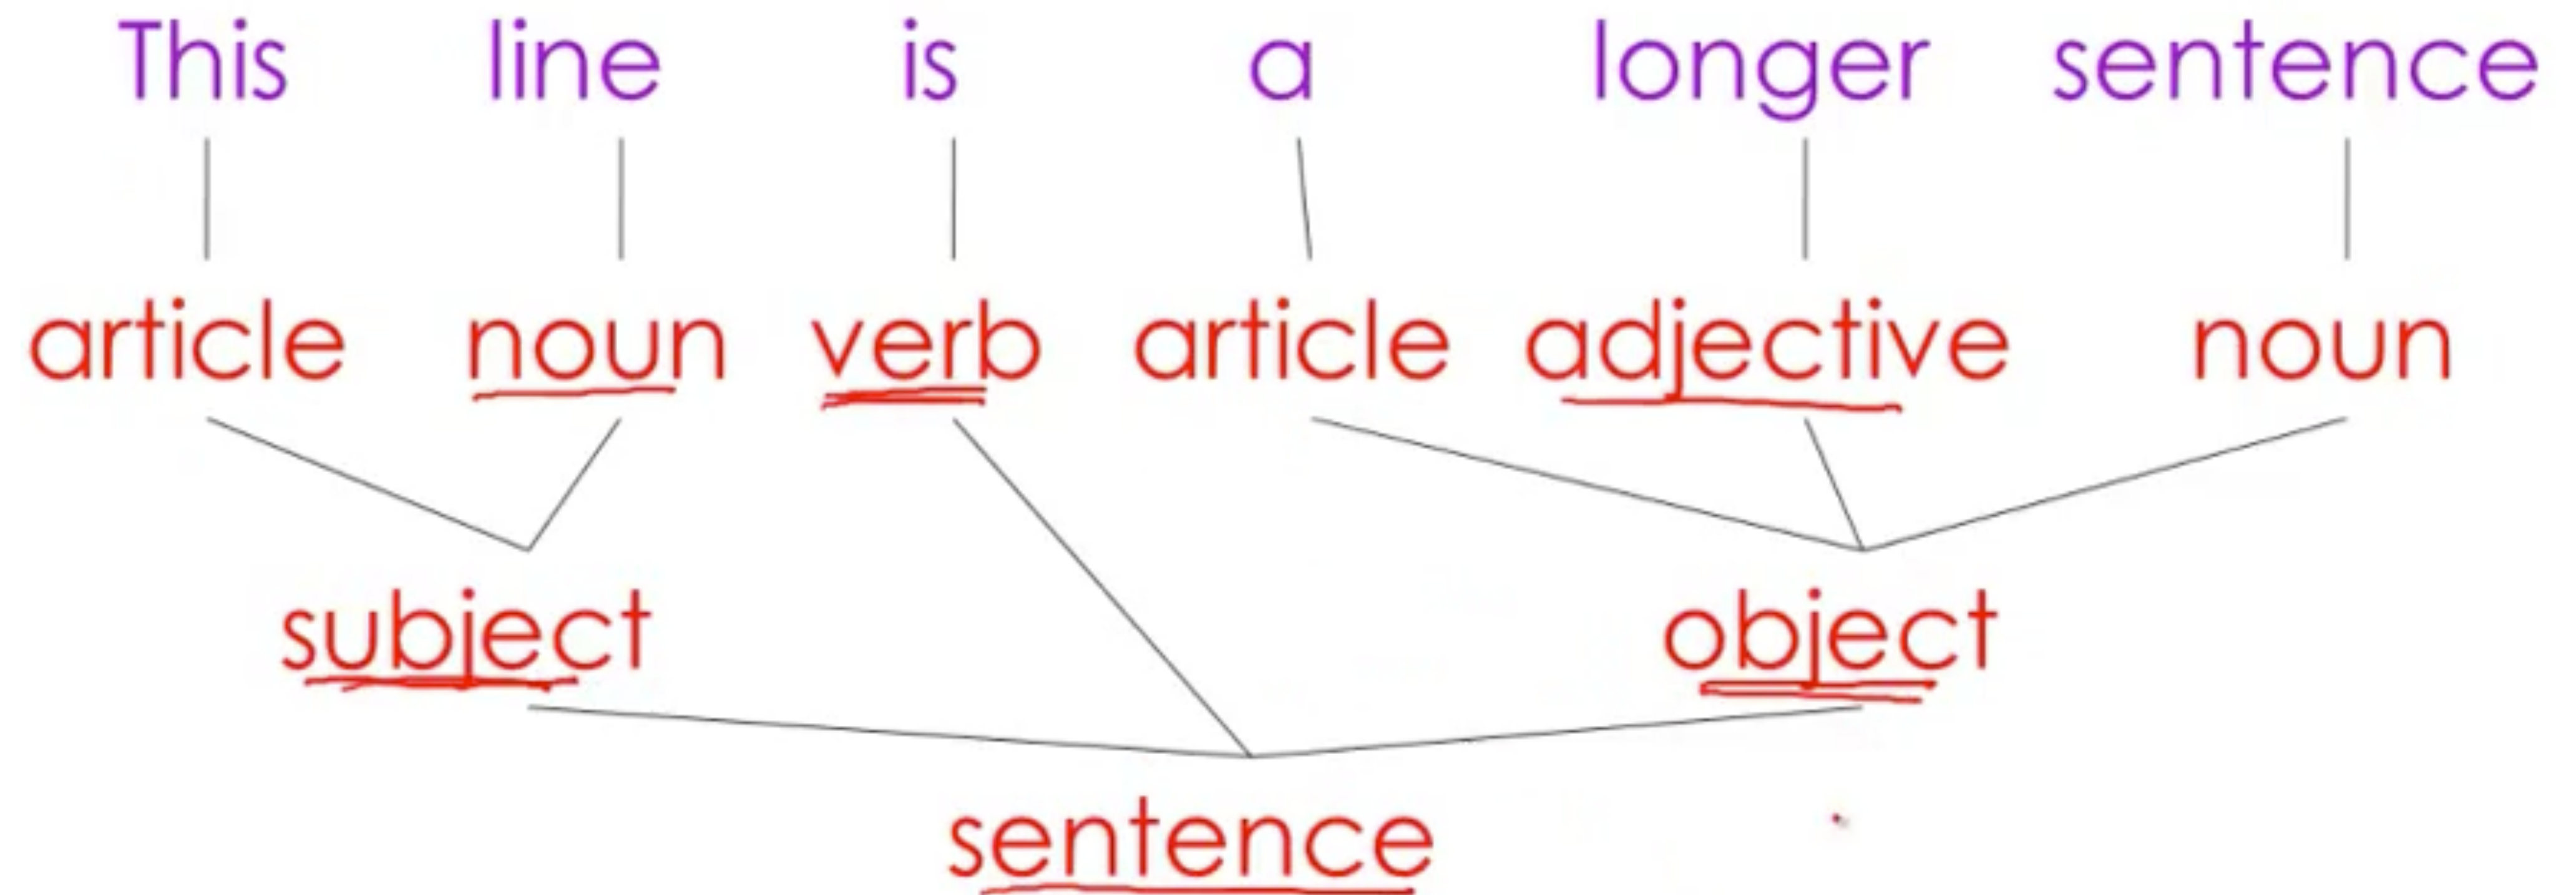 This line is a longer sentence
article noun verb article adjective noun
subject object
sentence